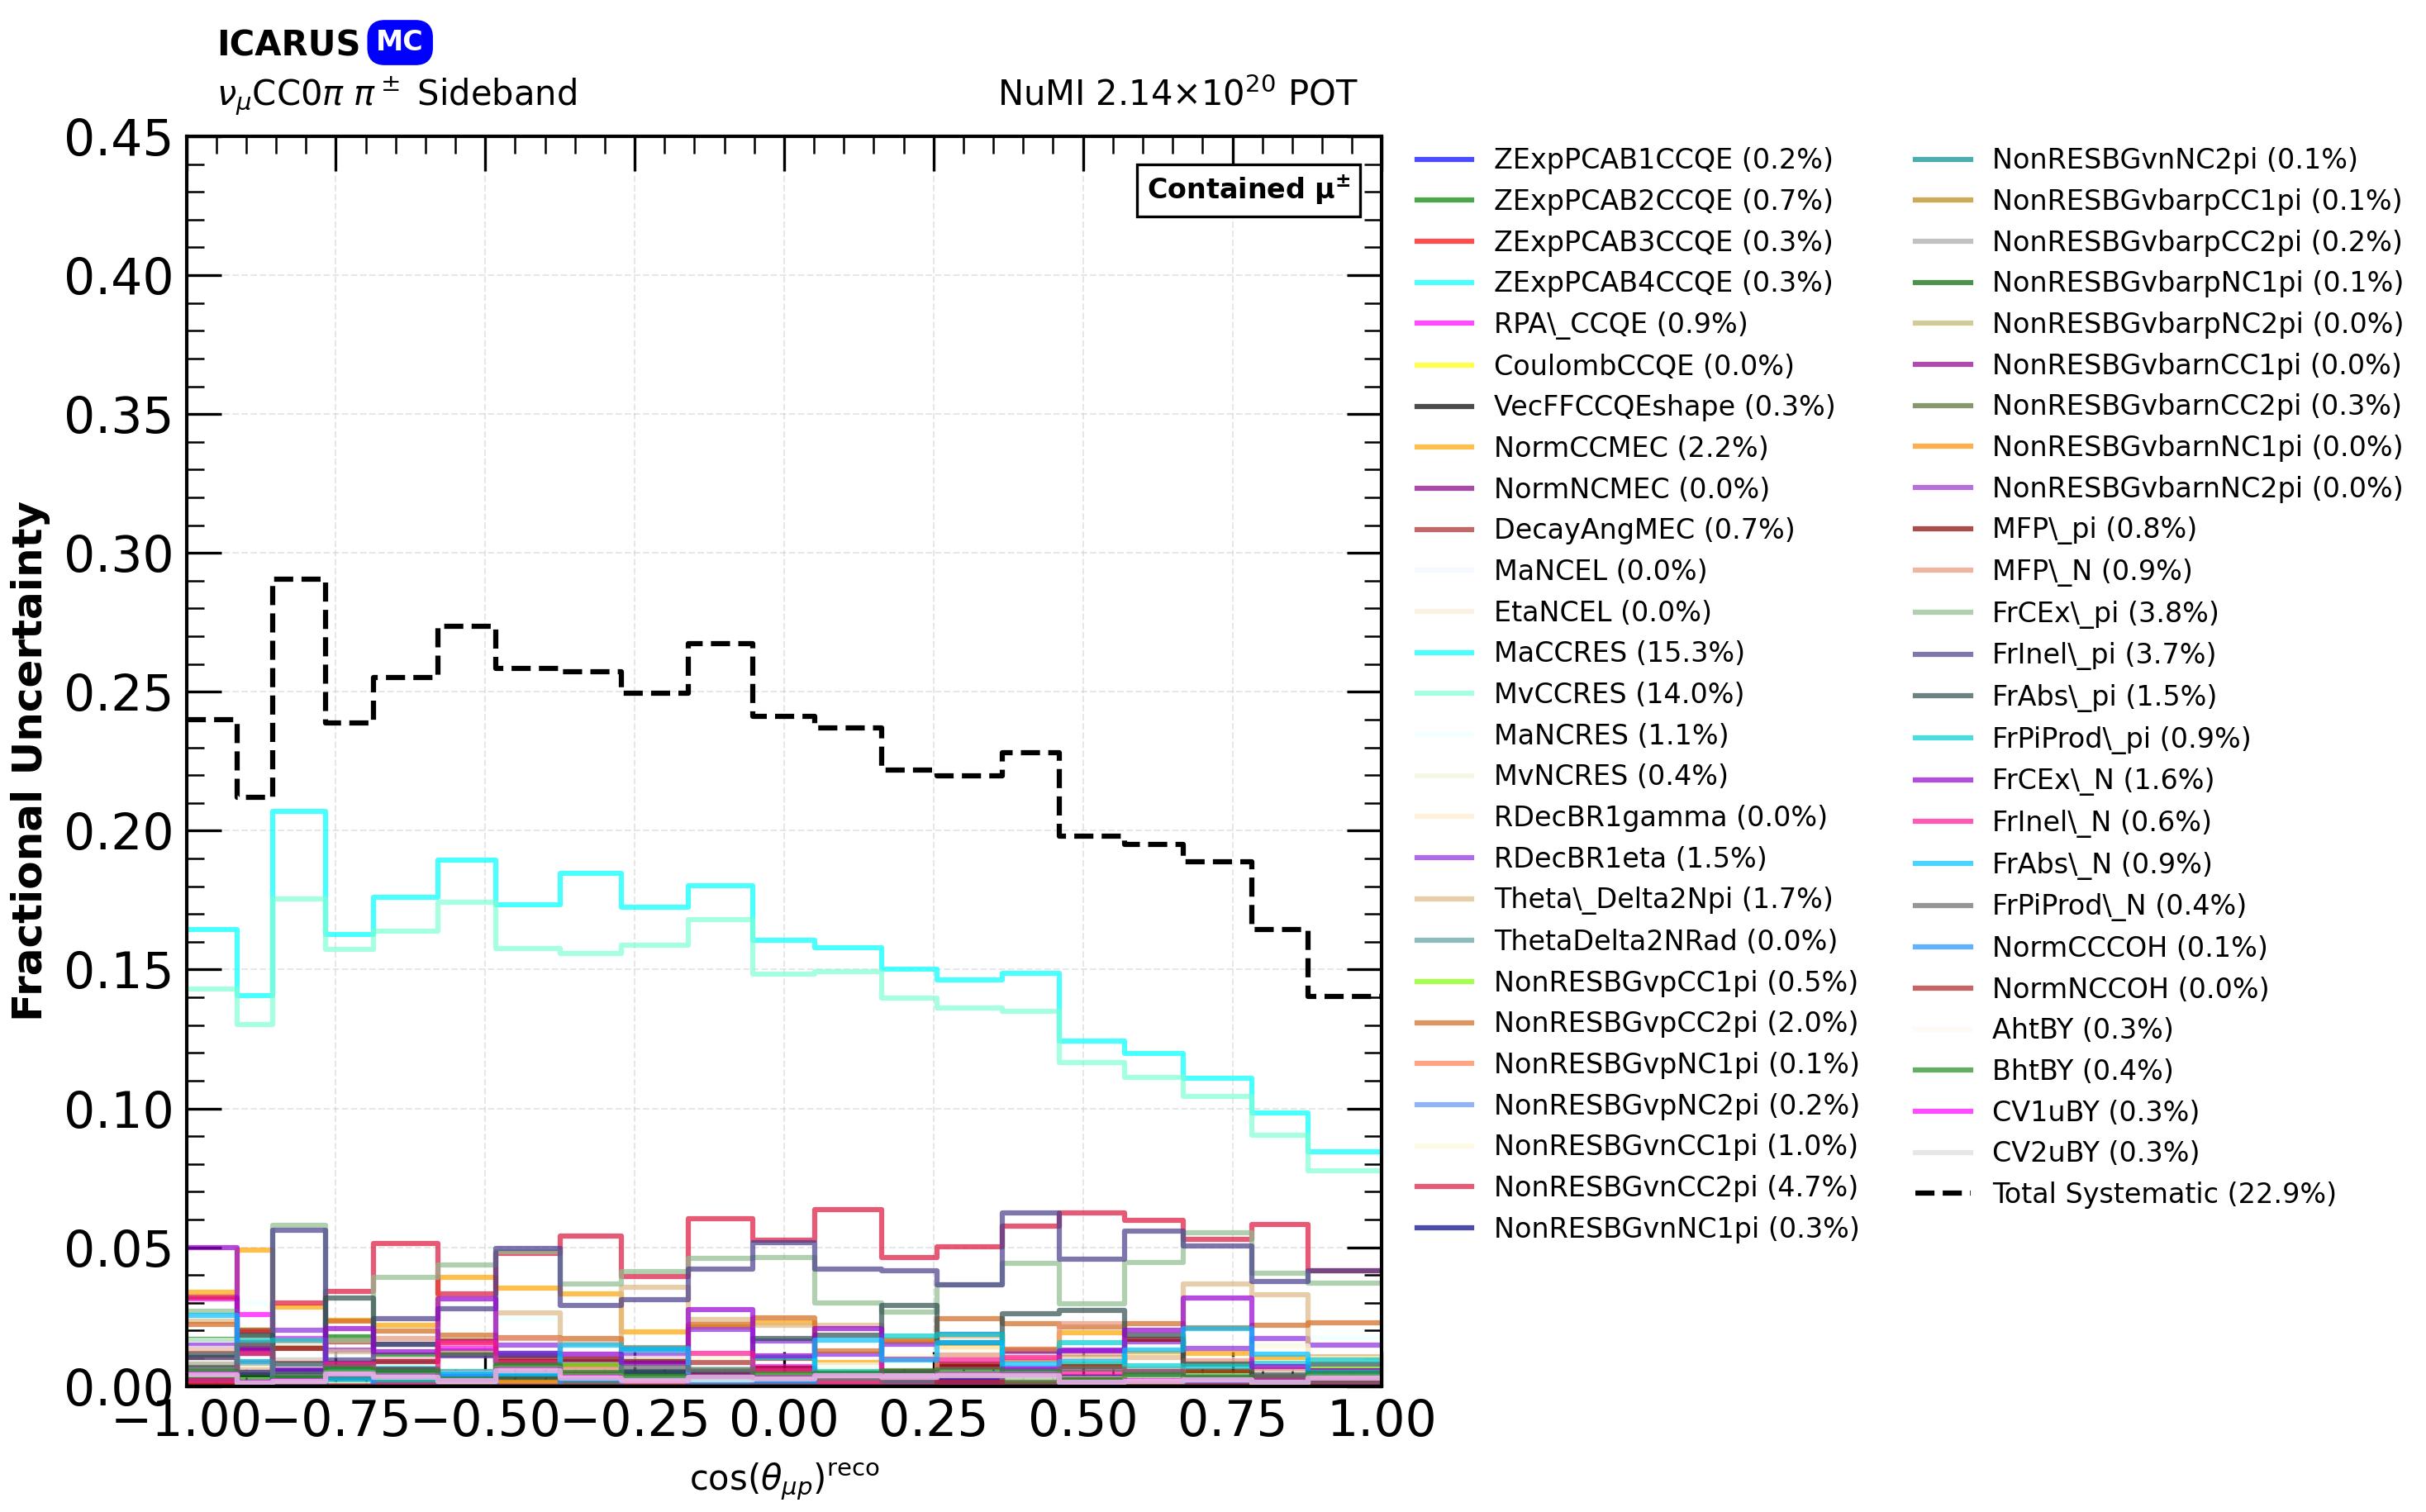 ICARUS MC
νμCC0π π± Sideband
NuMI 2.14×10²⁰ POT
Contained μ±
Fractional Uncertainty
0.45
0.40
0.35
0.30
0.25
0.20
0.15
0.10
0.05
0.00
−1.00 −0.75 −0.50 −0.25 0.00 0.25 0.50 0.75 1.00
cos(θμp)reco
ZExpPCAB1CCQE (0.2%)
ZExpPCAB2CCQE (0.7%)
ZExpPCAB3CCQE (0.3%)
ZExpPCAB4CCQE (0.3%)
RPA\_CCQE (0.9%)
CoulombCCQE (0.0%)
VecFFCCQEshape (0.3%)
NormCCMEC (2.2%)
NormNCMEC (0.0%)
DecayAngMEC (0.7%)
MaNCEL (0.0%)
EtaNCEL (0.0%)
MaCCRES (15.3%)
MvCCRES (14.0%)
MaNCRES (1.1%)
MvNCRES (0.4%)
RDecBR1gamma (0.0%)
RDecBR1eta (1.5%)
Theta\_Delta2Npi (1.7%)
ThetaDelta2NRad (0.0%)
NonRESBGvpCC1pi (0.5%)
NonRESBGvpCC2pi (2.0%)
NonRESBGvpNC1pi (0.1%)
NonRESBGvpNC2pi (0.2%)
NonRESBGvnCC1pi (1.0%)
NonRESBGvnCC2pi (4.7%)
NonRESBGvnNC1pi (0.3%)
NonRESBGvnNC2pi (0.1%)
NonRESBGvbarpCC1pi (0.1%)
NonRESBGvbarpCC2pi (0.2%)
NonRESBGvbarpNC1pi (0.1%)
NonRESBGvbarpNC2pi (0.0%)
NonRESBGvbarnCC1pi (0.0%)
NonRESBGvbarnCC2pi (0.3%)
NonRESBGvbarnNC1pi (0.0%)
NonRESBGvbarnNC2pi (0.0%)
MFP\_pi (0.8%)
MFP\_N (0.9%)
FrCEx\_pi (3.8%)
FrInel\_pi (3.7%)
FrAbs\_pi (1.5%)
FrPiProd\_pi (0.9%)
FrCEx\_N (1.6%)
FrInel\_N (0.6%)
FrAbs\_N (0.9%)
FrPiProd\_N (0.4%)
NormCCCOH (0.1%)
NormNCCOH (0.0%)
AhtBY (0.3%)
BhtBY (0.4%)
CV1uBY (0.3%)
CV2uBY (0.3%)
Total Systematic (22.9%)